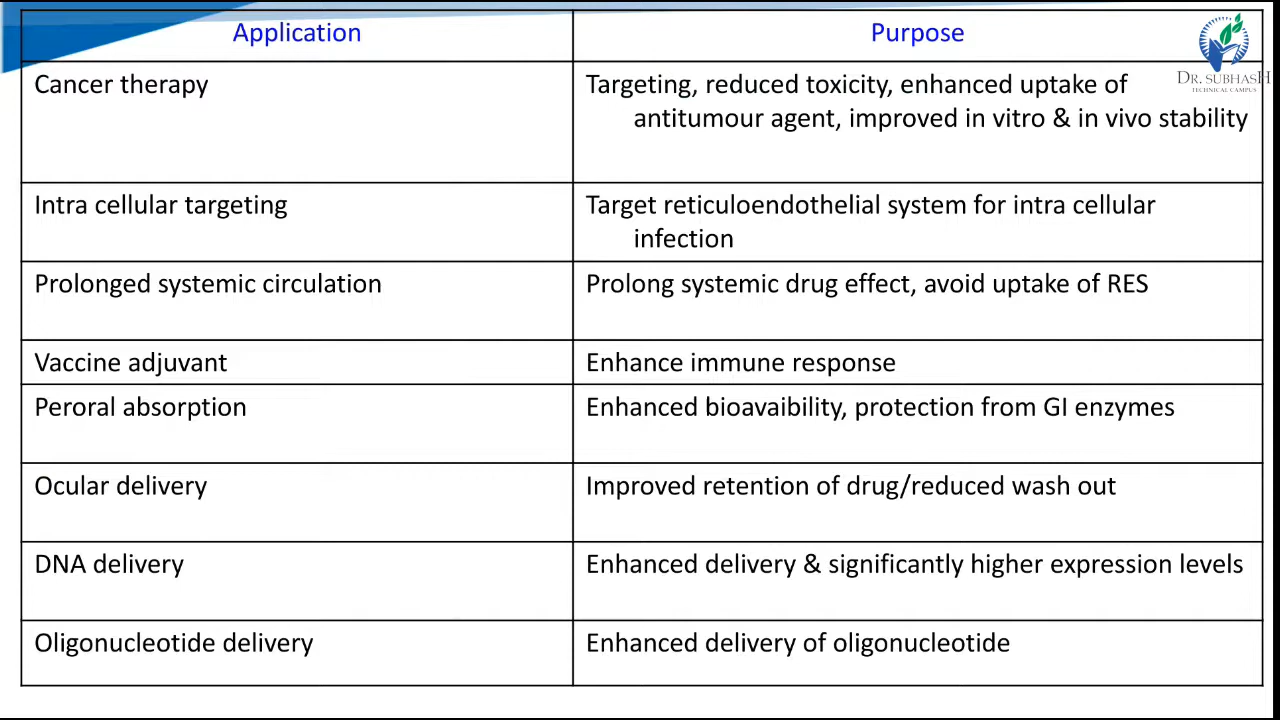 Application
Purpose
DR. SUBHASH
TECHNICAL CAMPUS
Cancer therapy
Targeting, reduced toxicity, enhanced uptake of
antitumour agent, improved in vitro & in vivo stability
Intra cellular targeting
Target reticuloendothelial system for intra cellular
infection
Prolonged systemic circulation
Prolong systemic drug effect, avoid uptake of RES
Vaccine adjuvant
Enhance immune response
Peroral absorption
Enhanced bioavaibility, protection from GI enzymes
Ocular delivery
Improved retention of drug/reduced wash out
DNA delivery
Enhanced delivery & significantly higher expression levels
Oligonucleotide delivery
Enhanced delivery of oligonucleotide